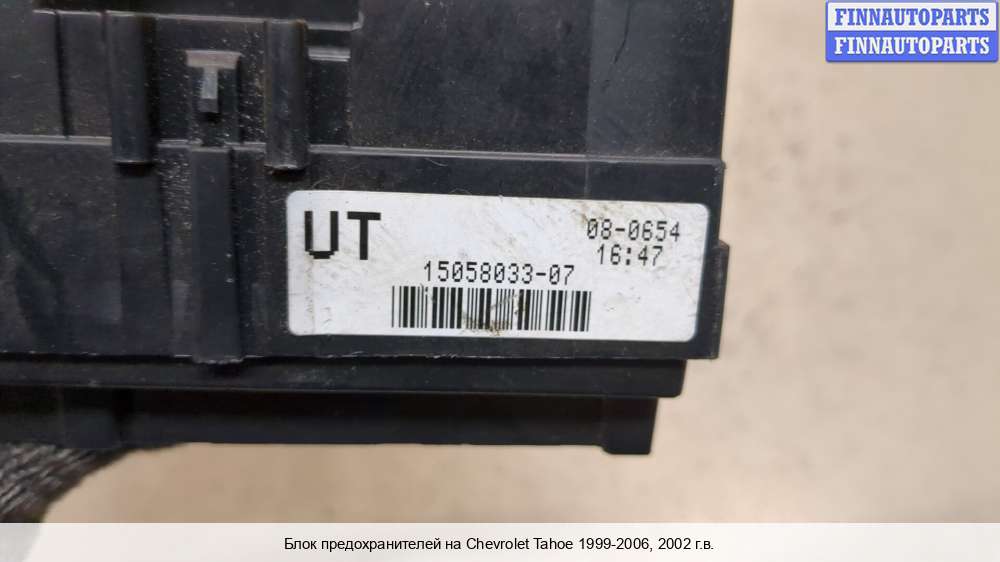 FINNAUTOPARTS
FINNAUTOPARTS
UT
08-0654
16:47
15058033-07
Блок предохранителей на Chevrolet Tahoe 1999-2006, 2002 г.в.